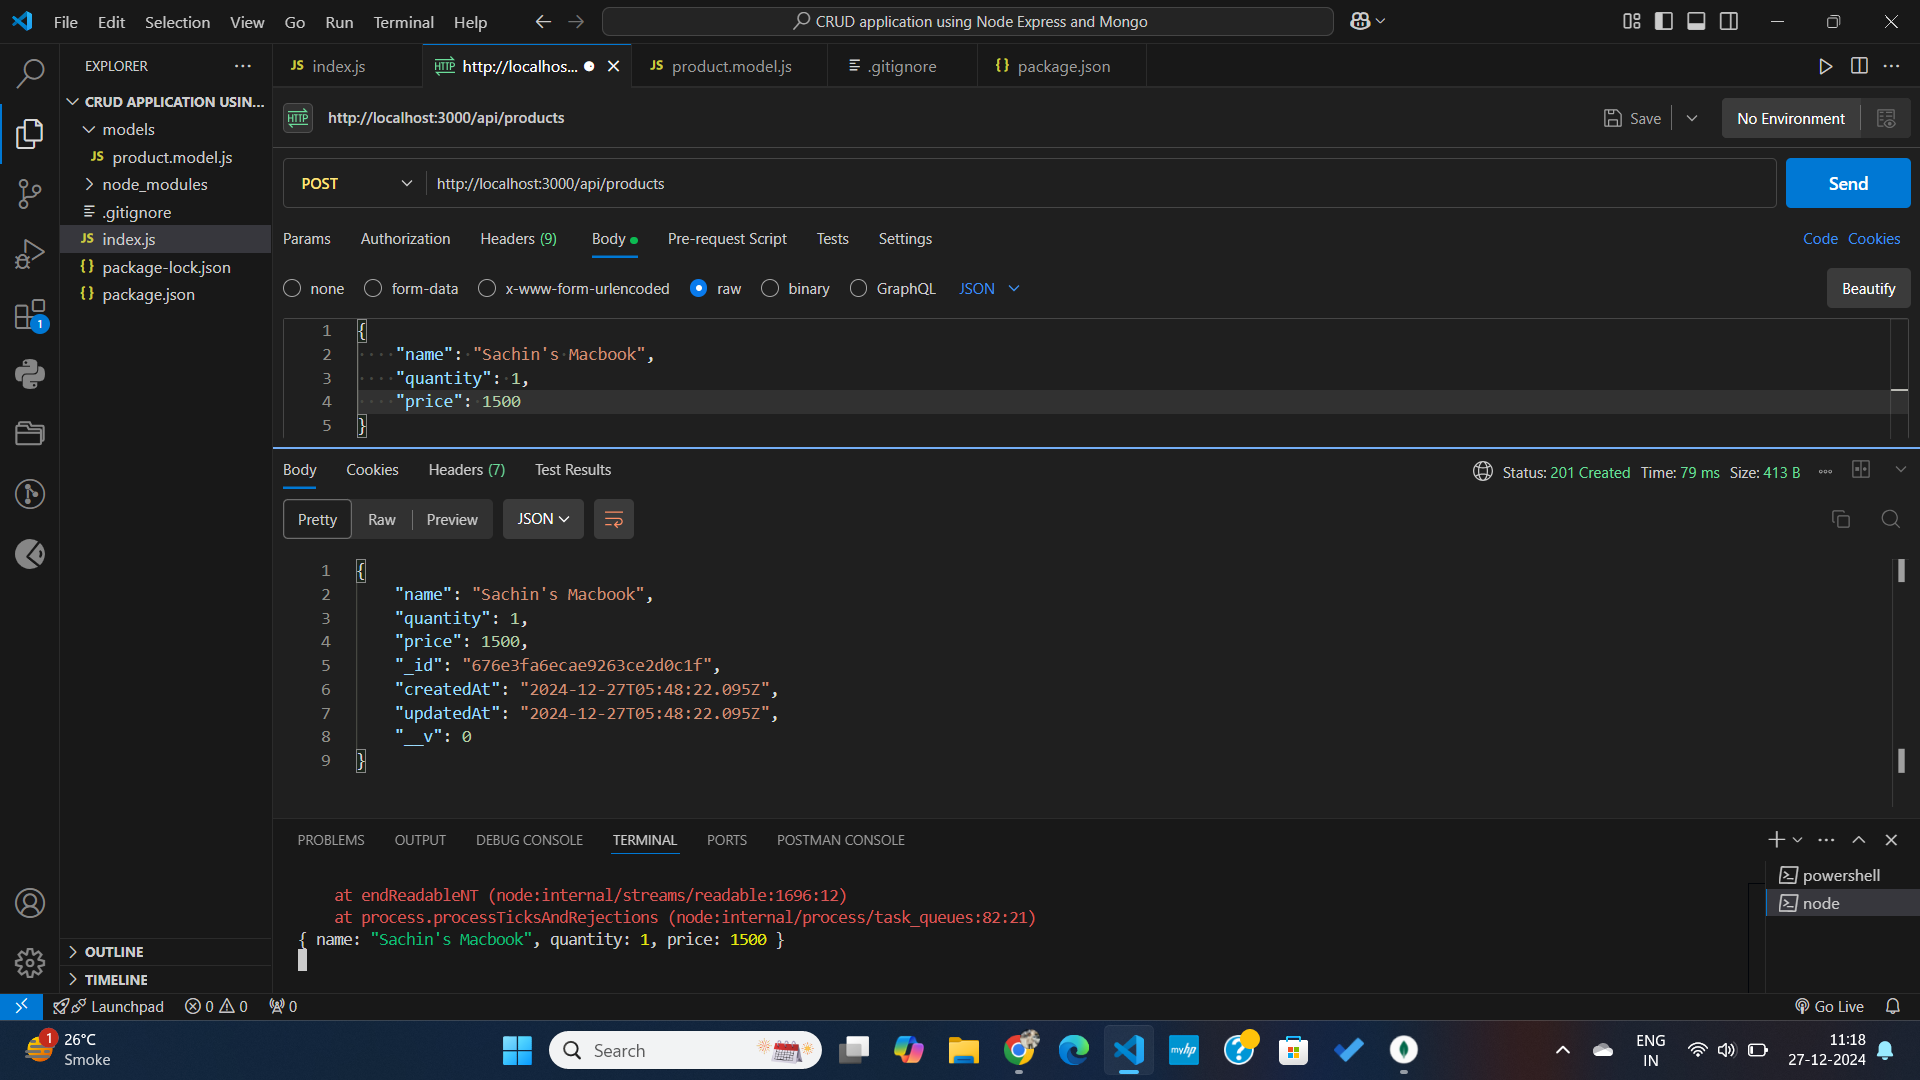 File Edit Selection View Go Run Terminal Help
CRUD application using Node Express and Mongo
EXPLORER
CRUD APPLICATION USIN...
models
JS product.model.js
node_modules
.gitignore
JS index.js
{} package-lock.json
{} package.json
OUTLINE
TIMELINE
JS index.js
HTTP http://localhos...
JS product.model.js
.gitignore
{} package.json
HTTP http://localhost:3000/api/products
Save
No Environment
POST http://localhost:3000/api/products
Send
Params Authorization Headers (9) Body Pre-request Script Tests Settings
Code Cookies
none form-data x-www-form-urlencoded raw binary GraphQL JSON
Beautify
1 {
2 ····"name":·"Sachin's·Macbook",
3 ····"quantity":·1,
4 ····"price":·1500
5 }
Body Cookies Headers (7) Test Results
Status: 201 Created Time: 79 ms Size: 413 B
Pretty Raw Preview JSON
1 {
2 "name": "Sachin's Macbook",
3 "quantity": 1,
4 "price": 1500,
5 "_id": "676e3fa6ecae9263ce2d0c1f",
6 "createdAt": "2024-12-27T05:48:22.095Z",
7 "updatedAt": "2024-12-27T05:48:22.095Z",
8 "__v": 0
9 }
PROBLEMS OUTPUT DEBUG CONSOLE TERMINAL PORTS POSTMAN CONSOLE
at endReadableNT (node:internal/streams/readable:1696:12)
at process.processTicksAndRejections (node:internal/process/task_queues:82:21)
{ name: "Sachin's Macbook", quantity: 1, price: 1500 }
powershell
node
1
Launchpad 0 0 0
Go Live
1
26°C
Smoke
Search
myhp
ENG
IN
11:18
27-12-2024